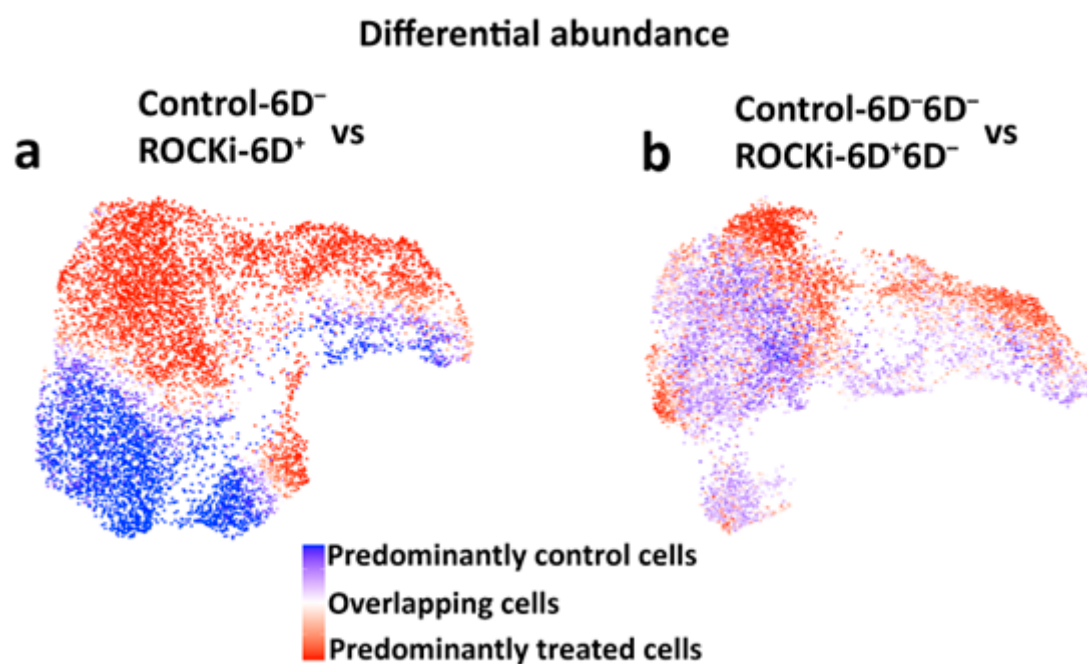 Differential abundance
a
Control-6D⁻
ROCKi-6D⁺
vs
b
Control-6D⁻6D⁻
ROCKi-6D⁺6D⁻
vs
Predominantly control cells
Overlapping cells
Predominantly treated cells